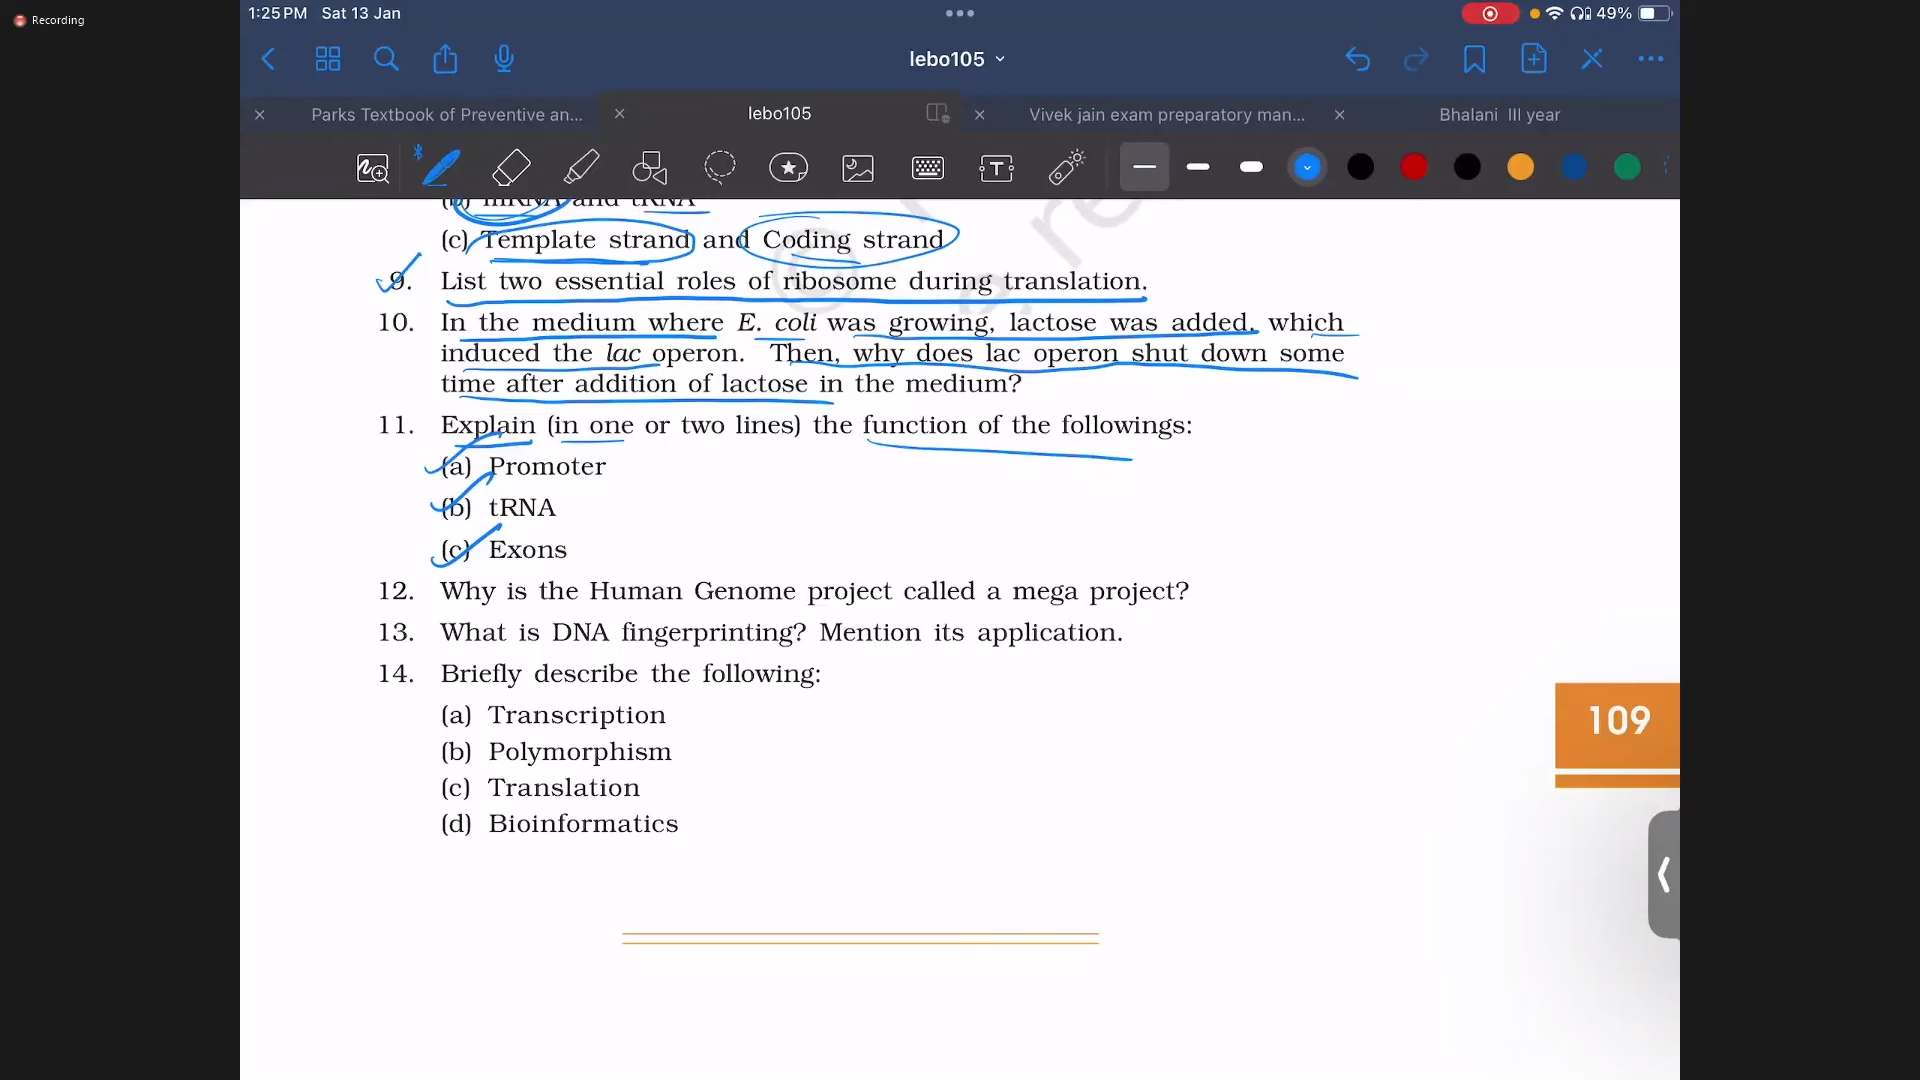 Recording
1:25 PM Sat 13 Jan
49%
lebo105
Parks Textbook of Preventive an...
lebo105
Vivek jain exam preparatory man...
Bhalani III year
(b) mRNA and tRNA
(c) Template strand and Coding strand
9. List two essential roles of ribosome during translation.
10. In the medium where E. coli was growing, lactose was added, which
induced the lac operon. Then, why does lac operon shut down some
time after addition of lactose in the medium?
11. Explain (in one or two lines) the function of the followings:
(a) Promoter
(b) tRNA
(c) Exons
12. Why is the Human Genome project called a mega project?
13. What is DNA fingerprinting? Mention its application.
14. Briefly describe the following:
(a) Transcription
(b) Polymorphism
(c) Translation
(d) Bioinformatics
109